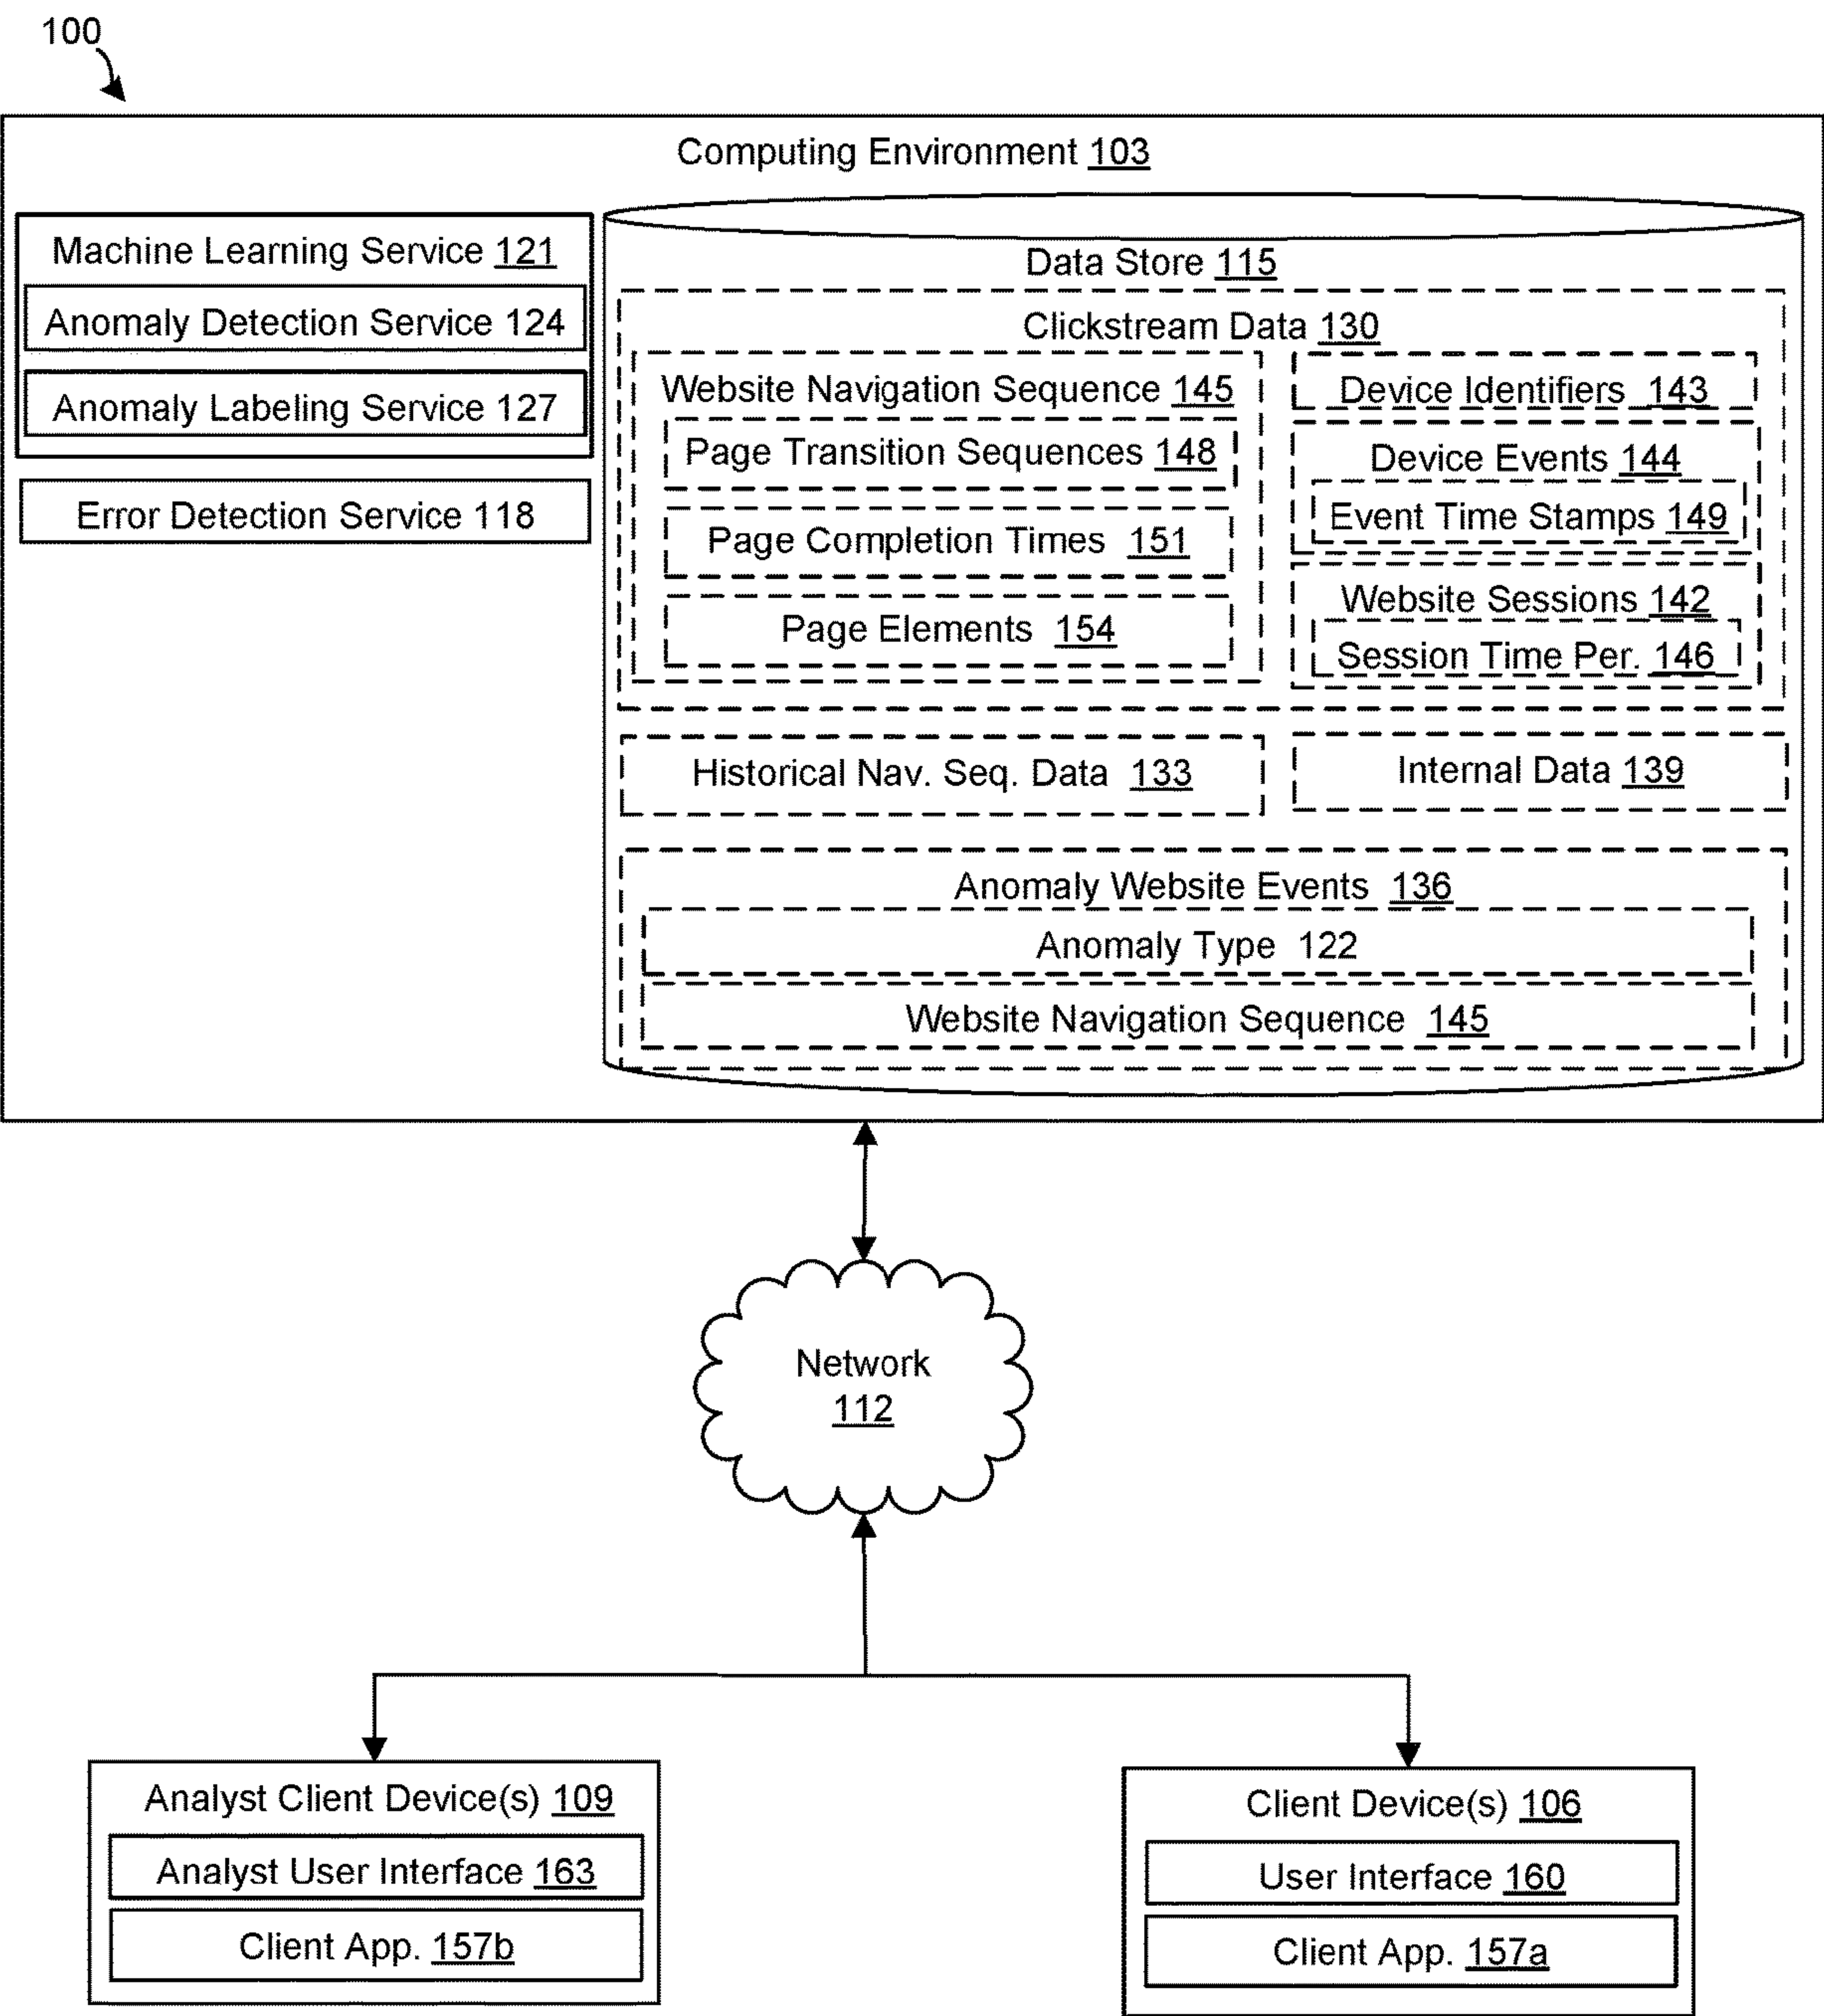 100
Computing Environment 103
Machine Learning Service 121
Anomaly Detection Service 124
Anomaly Labeling Service 127
Error Detection Service 118
Data Store 115
Clickstream Data 130
Website Navigation Sequence 145
Page Transition Sequences 148
Page Completion Times 151
Page Elements 154
Device Identifiers 143
Device Events 144
Event Time Stamps 149
Website Sessions 142
Session Time Per. 146
Historical Nav. Seq. Data 133
Internal Data 139
Anomaly Website Events 136
Anomaly Type 122
Website Navigation Sequence 145
Network
112
Analyst Client Device(s) 109
Analyst User Interface 163
Client App. 157b
Client Device(s) 106
User Interface 160
Client App. 157a